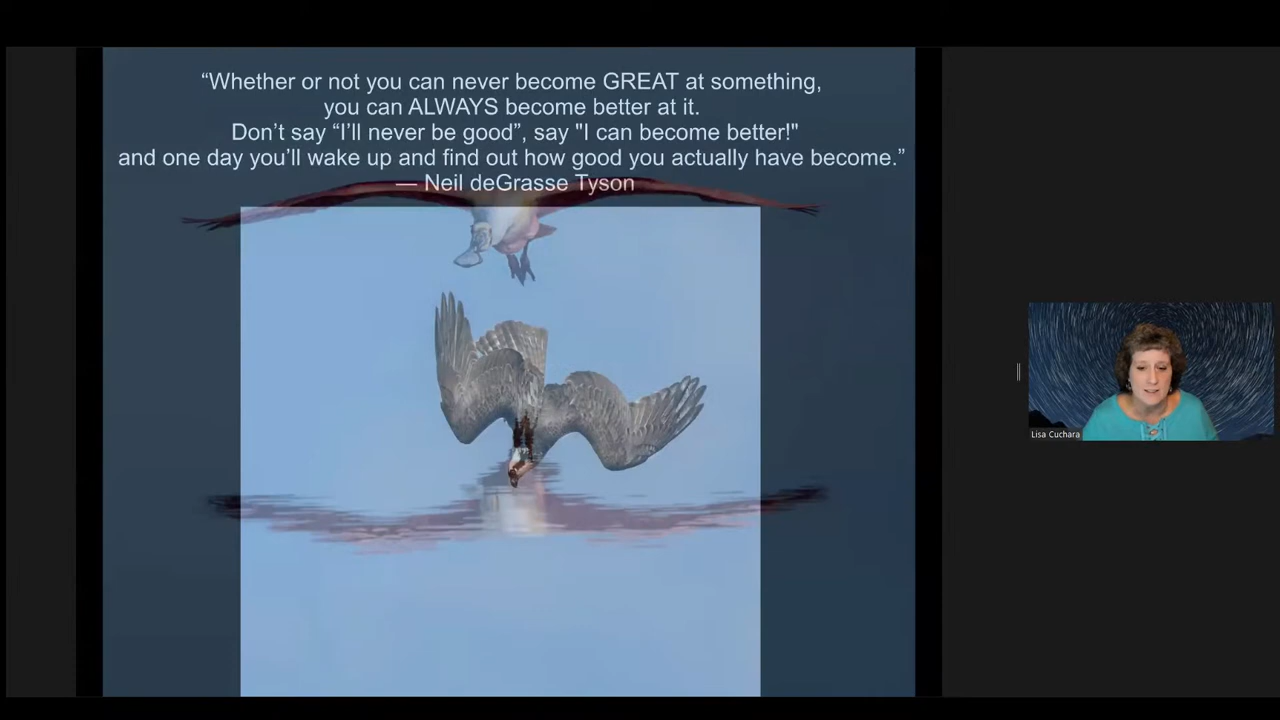 “Whether or not you can never become GREAT at something,
you can ALWAYS become better at it.
Don’t say “I’ll never be good”, say "I can become better!"
and one day you’ll wake up and find out how good you actually have become.”
— Neil deGrasse Tyson
Lisa Cuchara